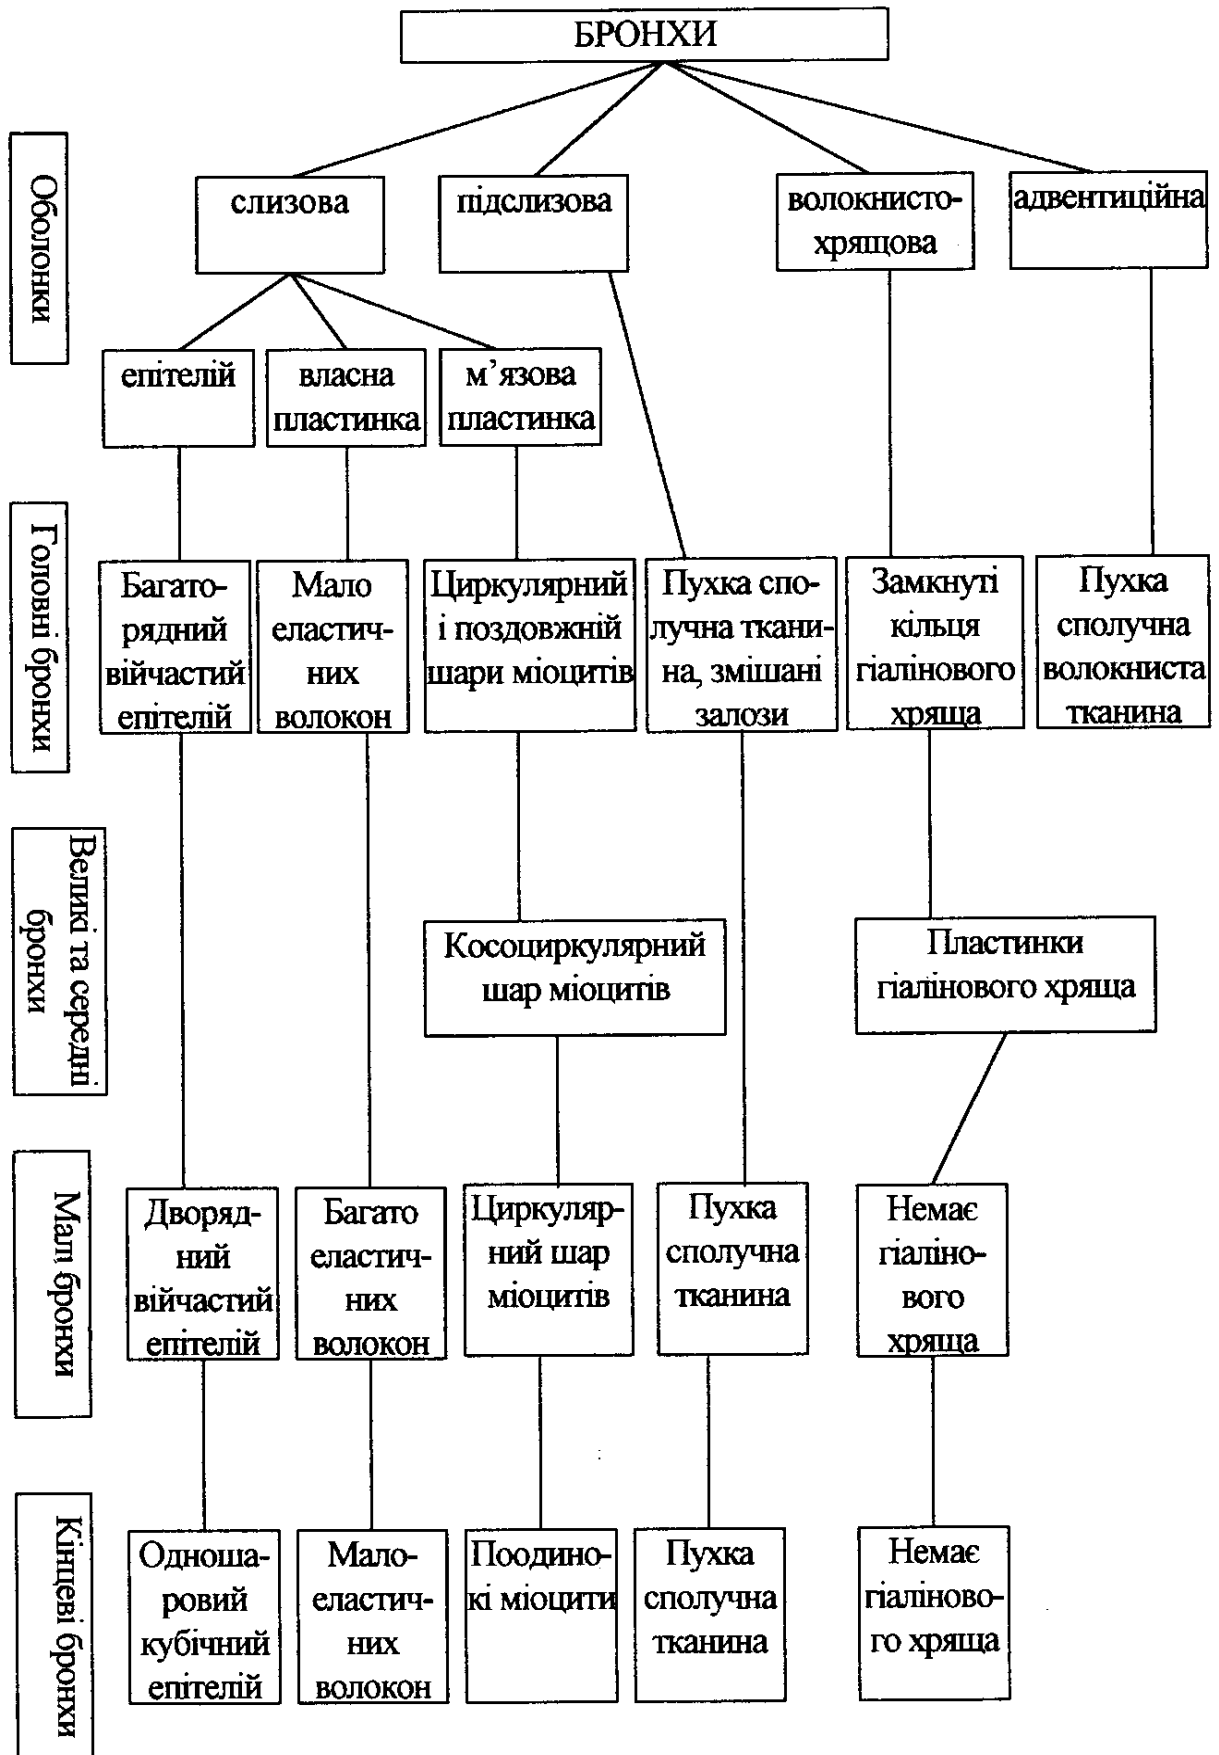 БРОНХИ
Оболонки
слизова
підслизова
волокнисто-
хрящова
адвентиційна
епітелій
власна
пластинка
м’язова
пластинка
Головні бронхи
Багато-
рядний
війчастий
епітелій
Мало
еластич-
них
волокон
Циркулярний
і поздовжній
шари міоцитів
Пухка спо-
лучна ткани-
на, змішані
залози
Замкнуті
кільця
гіалінового
хряща
Пухка
сполучна
волокниста
тканина
Великі та середні
бронхи
Косоциркулярний
шар міоцитів
Пластинки
гіалінового хряща
Малі бронхи
Дворяд-
ний
війчастий
епітелій
Багато
еластич-
них
волокон
Циркуляр-
ний шар
міоцитів
Пухка
сполучна
тканина
Немає
гіаліно-
вого
хряща
Кінцеві бронхи
Одноша-
ровий
кубічний
епітелій
Мало-
еластич-
них
волокон
Поодино-
кі міоцити
Пухка
сполучна
тканина
Немає
гіаліново-
го хряща